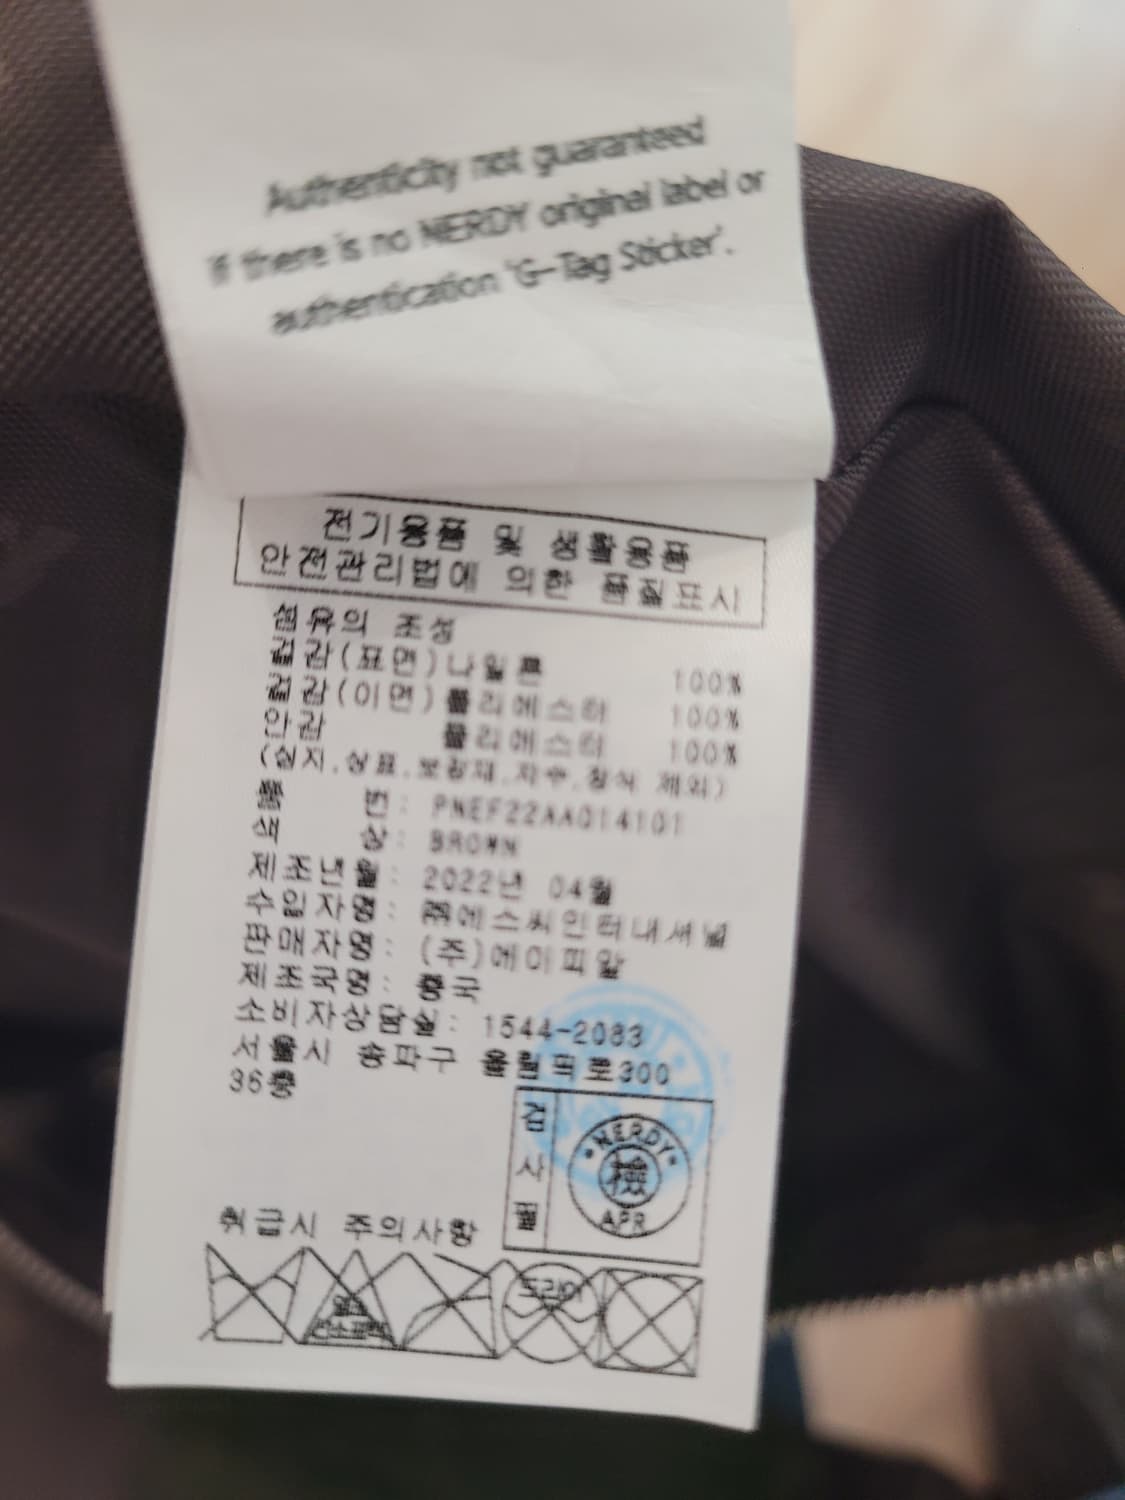 Authenticity not guaranteed
if there is no NERDY original label or
authentication 'G-Tag Sticker'.
전기용품 및 생활용품
안전관리법에 의한 품질표시
섬유의 조성
겉감(표면)나일론 100%
겉감(이면)폴리에스터 100%
안감 폴리에스터 100%
(심지.상표.보강재.자수.장식 제외)
품 번: PNEF22AA014101
색 상: BROWN
제조년월: 2022년 04월
수입자명: ㈜에스씨인터내셔널
판매자명: (주)에이피알
제조국명: 중국
소비자상담실: 1544-2083
서울시 송파구 올림픽로300
36층
검사필
NERDY
檢
APR
취급시 주의사항
염소표백
드라이